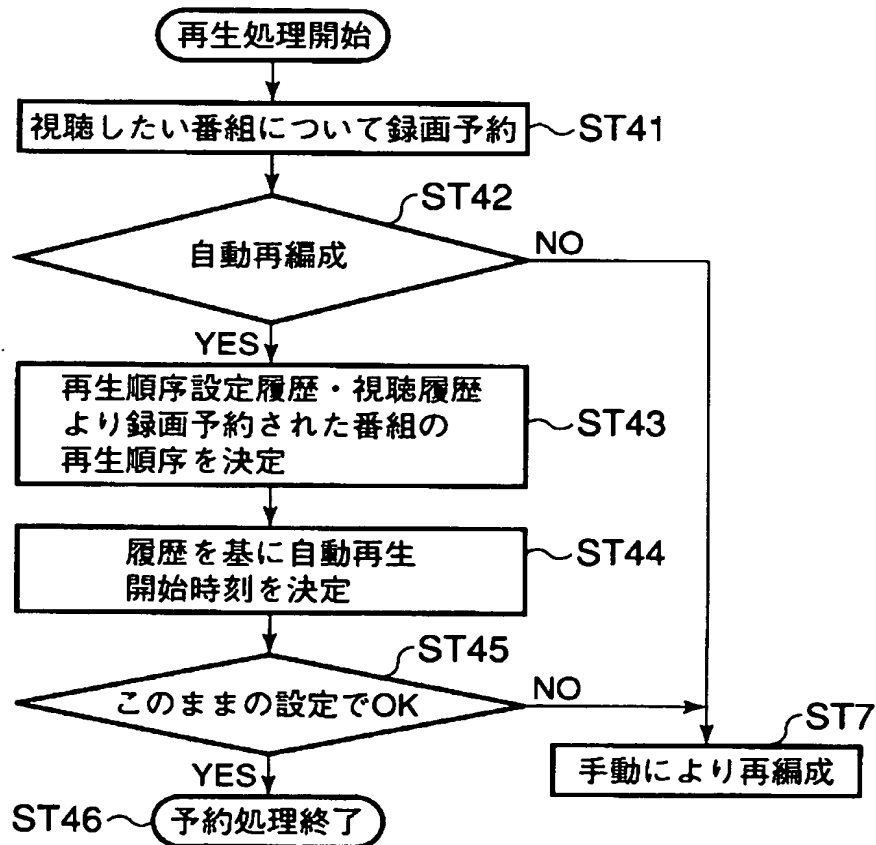 再生処理開始
視聴したい番組について録画予約
ST41
ST42
自動再編成
NO
YES
再生順序設定履歴・視聴履歴
より録画予約された番組の
再生順序を決定
ST43
履歴を基に自動再生
開始時刻を決定
ST44
ST45
このままの設定でOK
NO
ST7
手動により再編成
YES
ST46
予約処理終了